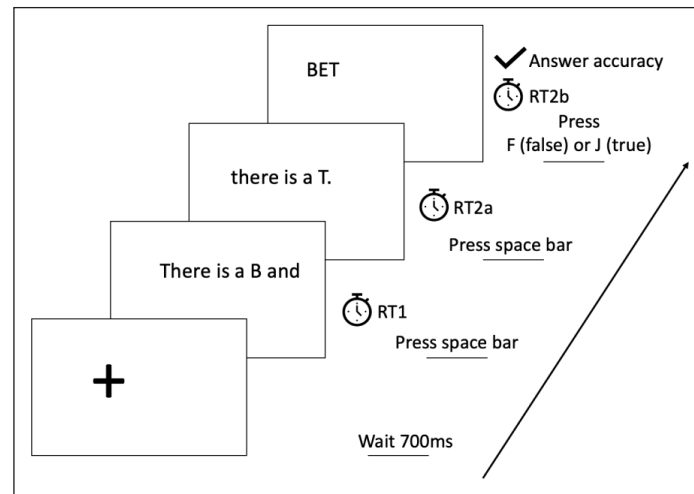 BET
Answer accuracy
RT2b
Press
F (false) or J (true)
there is a T.
RT2a
Press space bar
There is a B and
RT1
Press space bar
Wait 700ms